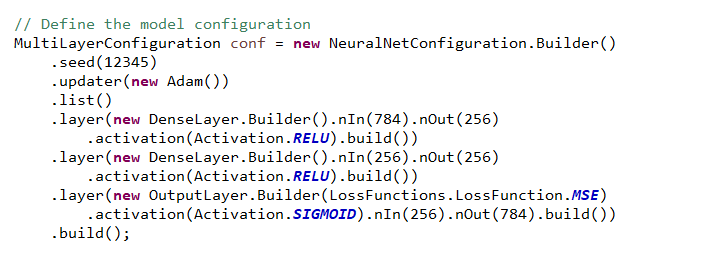 // Define the model configuration
MultiLayerConfiguration conf = new NeuralNetConfiguration.Builder()
    .seed(12345)
    .updater(new Adam())
    .list()
    .layer(new DenseLayer.Builder().nIn(784).nOut(256)
        .activation(Activation.RELU).build())
    .layer(new DenseLayer.Builder().nIn(256).nOut(256)
        .activation(Activation.RELU).build())
    .layer(new OutputLayer.Builder(LossFunctions.LossFunction.MSE)
        .activation(Activation.SIGMOID).nIn(256).nOut(784).build())
    .build();